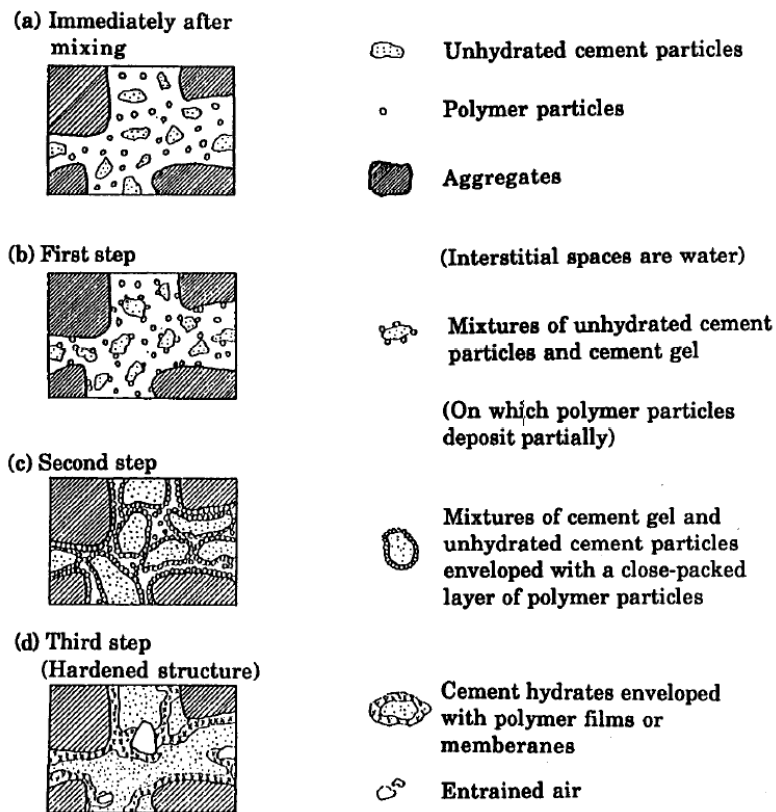 (a) Immediately after
mixing
Unhydrated cement particles
Polymer particles
Aggregates
(b) First step
(Interstitial spaces are water)
Mixtures of unhydrated cement
particles and cement gel
(On which polymer particles
deposit partially)
(c) Second step
Mixtures of cement gel and
unhydrated cement particles
enveloped with a close-packed
layer of polymer particles
(d) Third step
(Hardened structure)
Cement hydrates enveloped
with polymer films or
memberanes
Entrained air